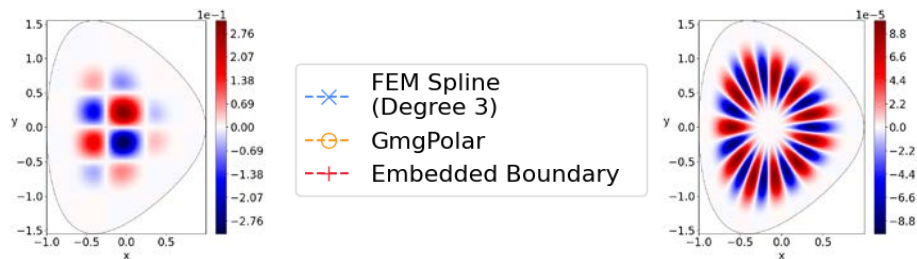 1e−1
1.5
1.0
0.5
y 0.0
−0.5
−1.0
−1.5
−1.0 −0.5 0.0 0.5
x
2.76
2.07
1.38
0.69
0.00
−0.69
−1.38
−2.07
−2.76
FEM Spline
(Degree 3)
GmgPolar
Embedded Boundary
1e−5
1.5
1.0
0.5
y 0.0
−0.5
−1.0
−1.5
−1.0 −0.5 0.0 0.5
x
8.8
6.6
4.4
2.2
0.0
−2.2
−4.4
−6.6
−8.8